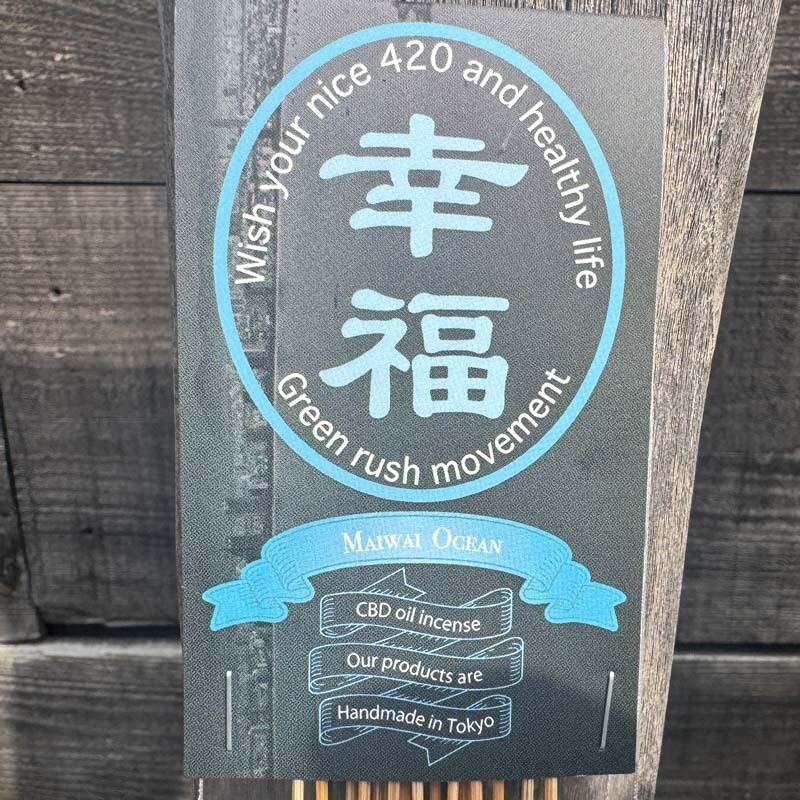 Wish your nice 420 and healthy life
幸
福
Green rush movement
MAIWAI OCEAN
CBD oil incense
Our products are
Handmade in Tokyo